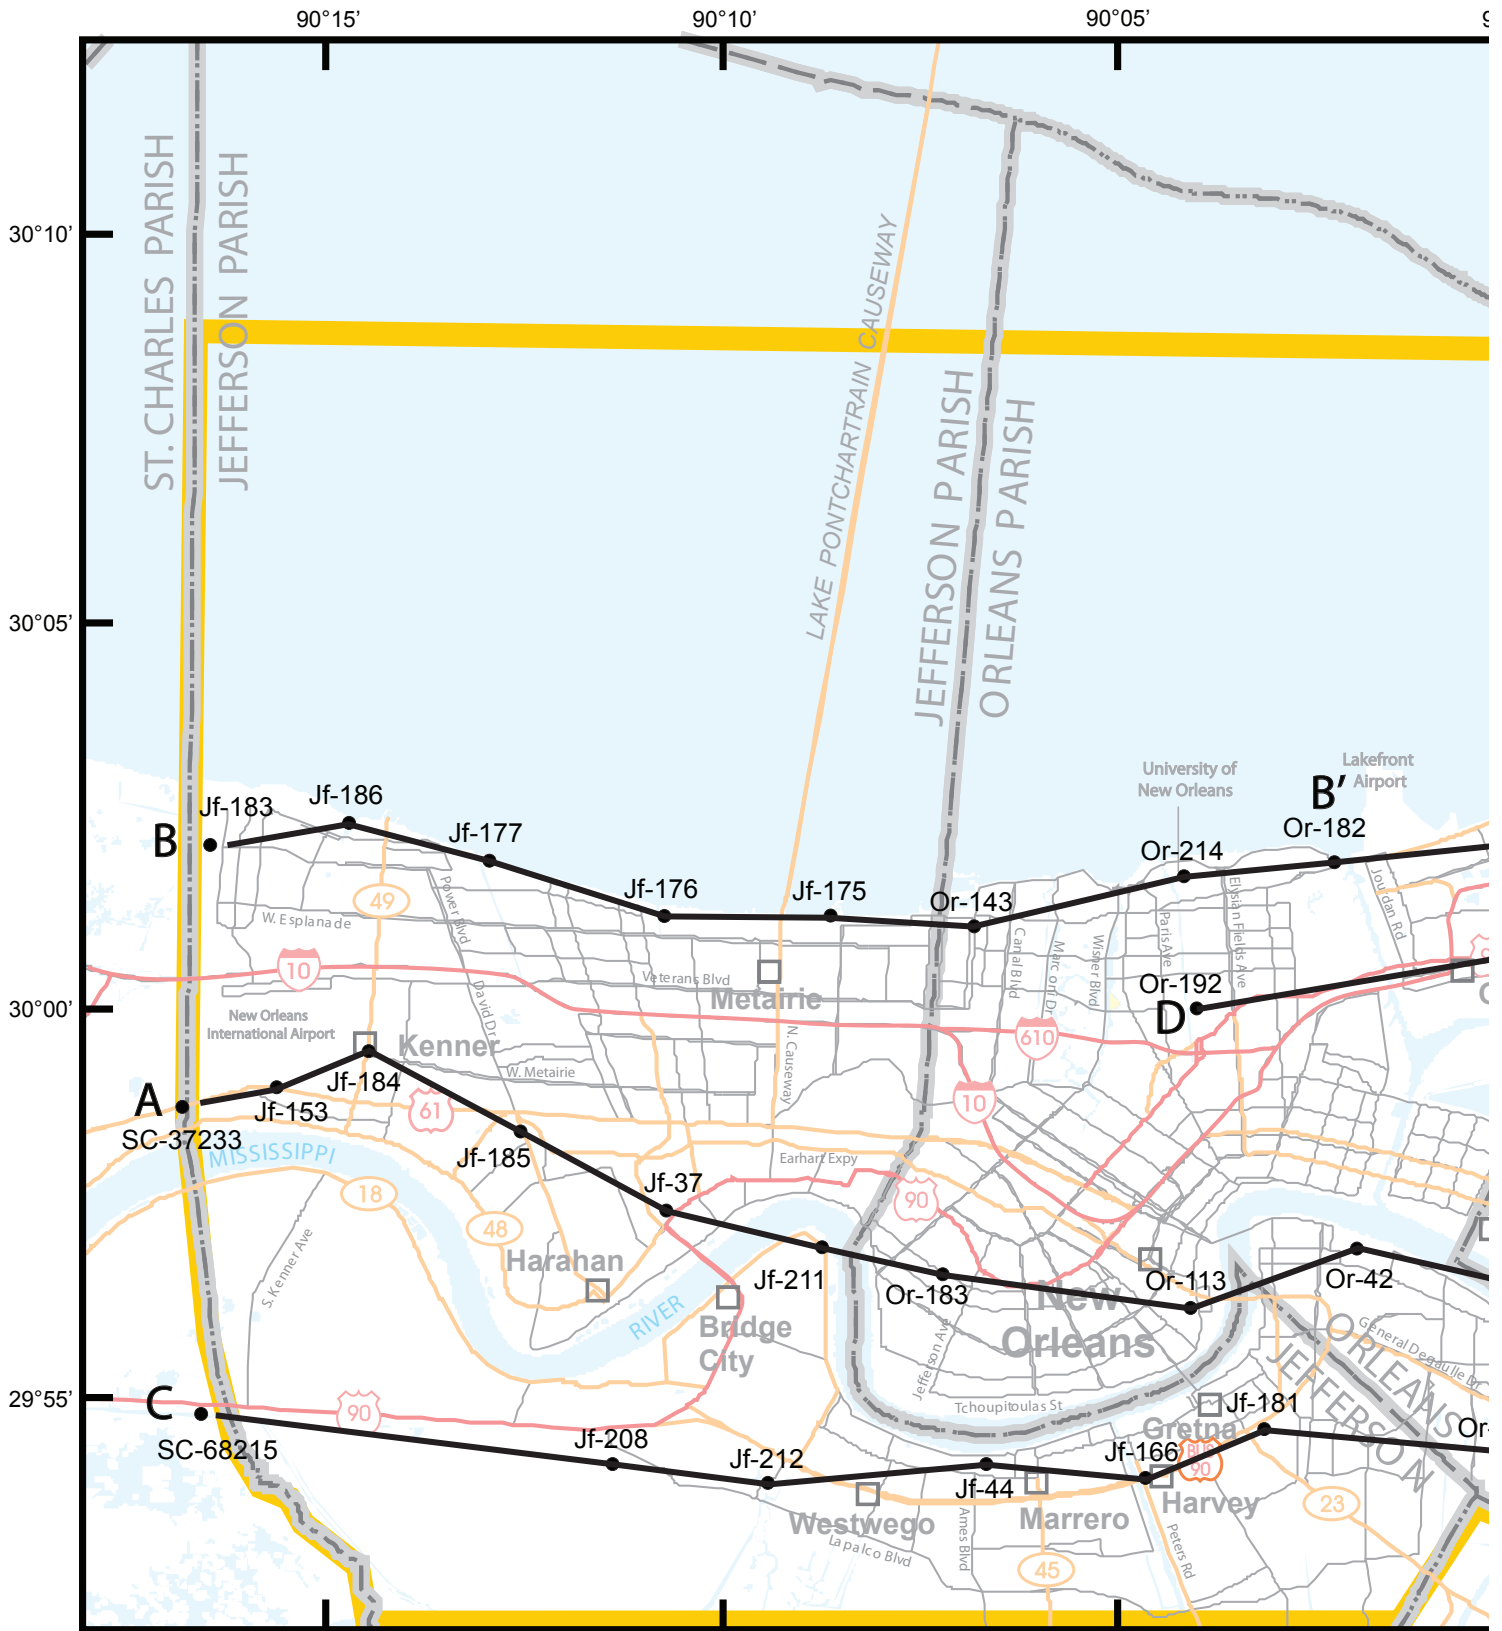 90°15'
90°10'
90°05'
9
30°10'
30°05'
30°00'
29°55'
ST. CHARLES PARISH
JEFFERSON PARISH
LAKE PONTCHARTRAIN CAUSEWAY
JEFFERSON PARISH
ORLEANS PARISH
University of
New Orleans
Lakefront
Airport
B
Jf-183
Jf-186
Jf-177
Jf-176
Jf-175
Or-143
Or-214
B'
Or-182
49
Power Blvd
W. Esplanade
10
Veterans Blvd
Metairie
Canal Blvd
Marconi Dr
Wisner Blvd
Paris Ave
Elysian Fields Ave
Jourdan Rd
Or-192
D
New Orleans
International Airport
Kenner
David Dr
W. Metairie
N. Causeway
610
10
A
SC-37233
Jf-153
Jf-184
61
Jf-185
Jf-37
Earhart Expy
90
MISSISSIPPI
18
48
Harahan
S. Kenner Ave
RIVER
Bridge
City
Jf-211
Or-183
New
Orleans
Or-113
Or-42
Jefferson Ave
Tchoupitoulas St
General Degaulle Dr
ORLEANS
JEFFERSON
C
SC-68215
90
Jf-208
Jf-212
Jf-44
Jf-166
Jf-181
Gretna
BUS
90
Or-
Westwego
Marrero
Harvey
23
Lapalco Blvd
Ames Blvd
Peters Rd
45